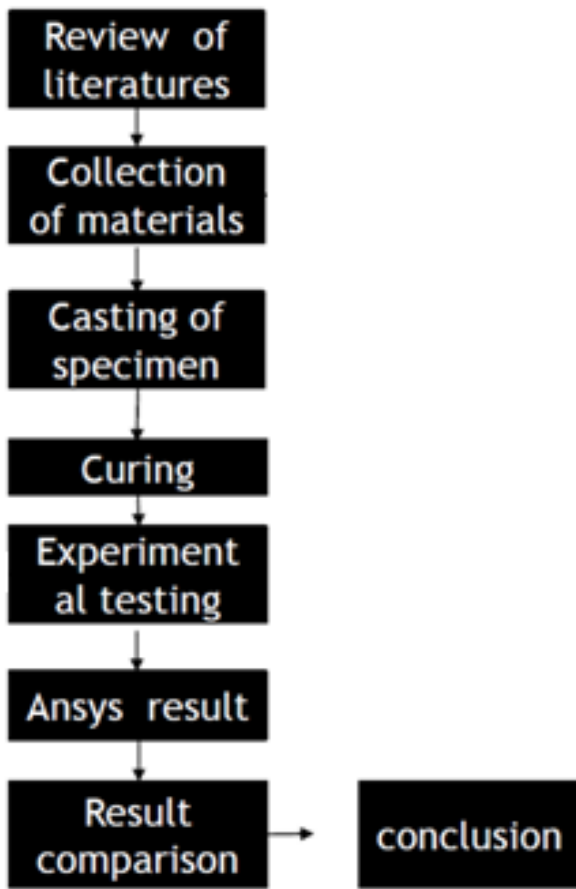 Review of
literatures
Collection
of materials
Casting of
specimen
Curing
Experiment
al testing
Ansys result
Result
comparison
conclusion